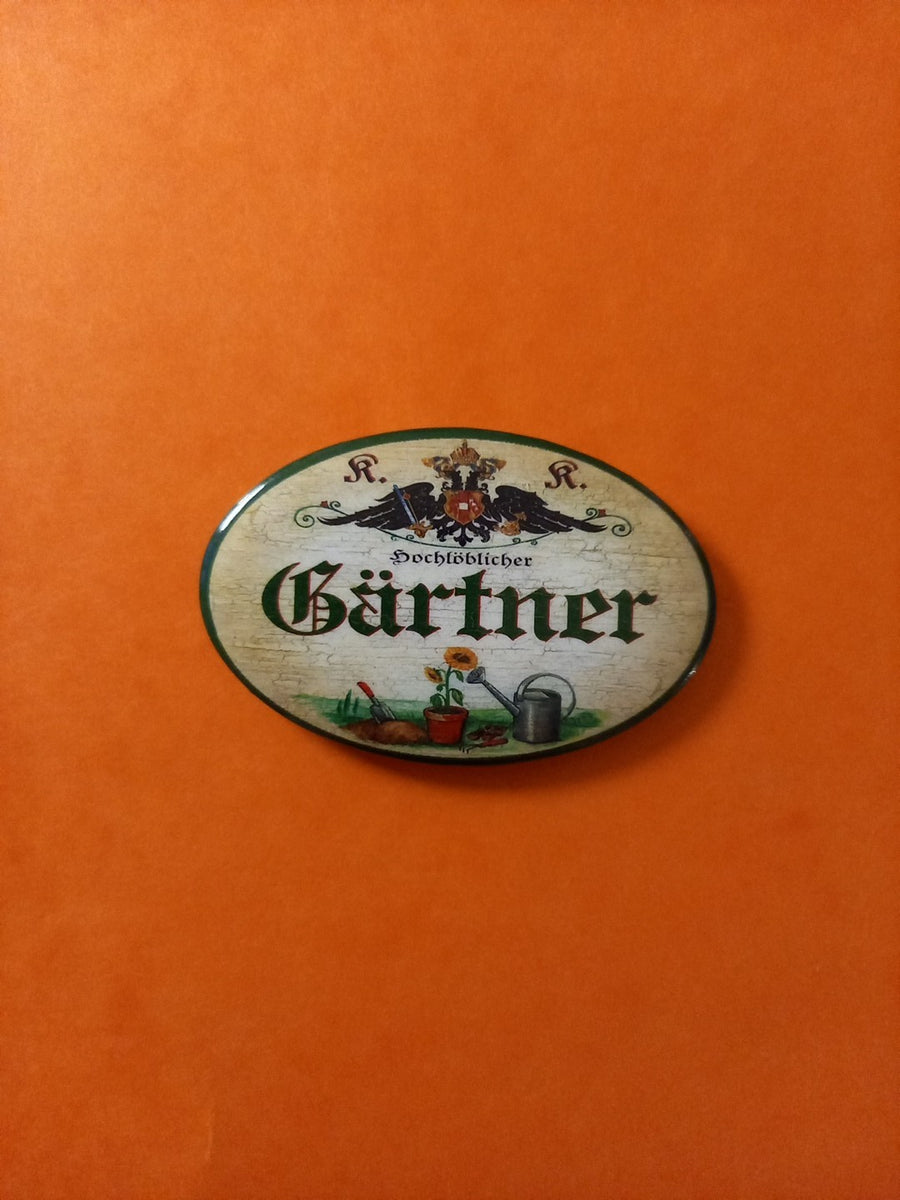 K. K.
Hochlöblicher
Gärtner